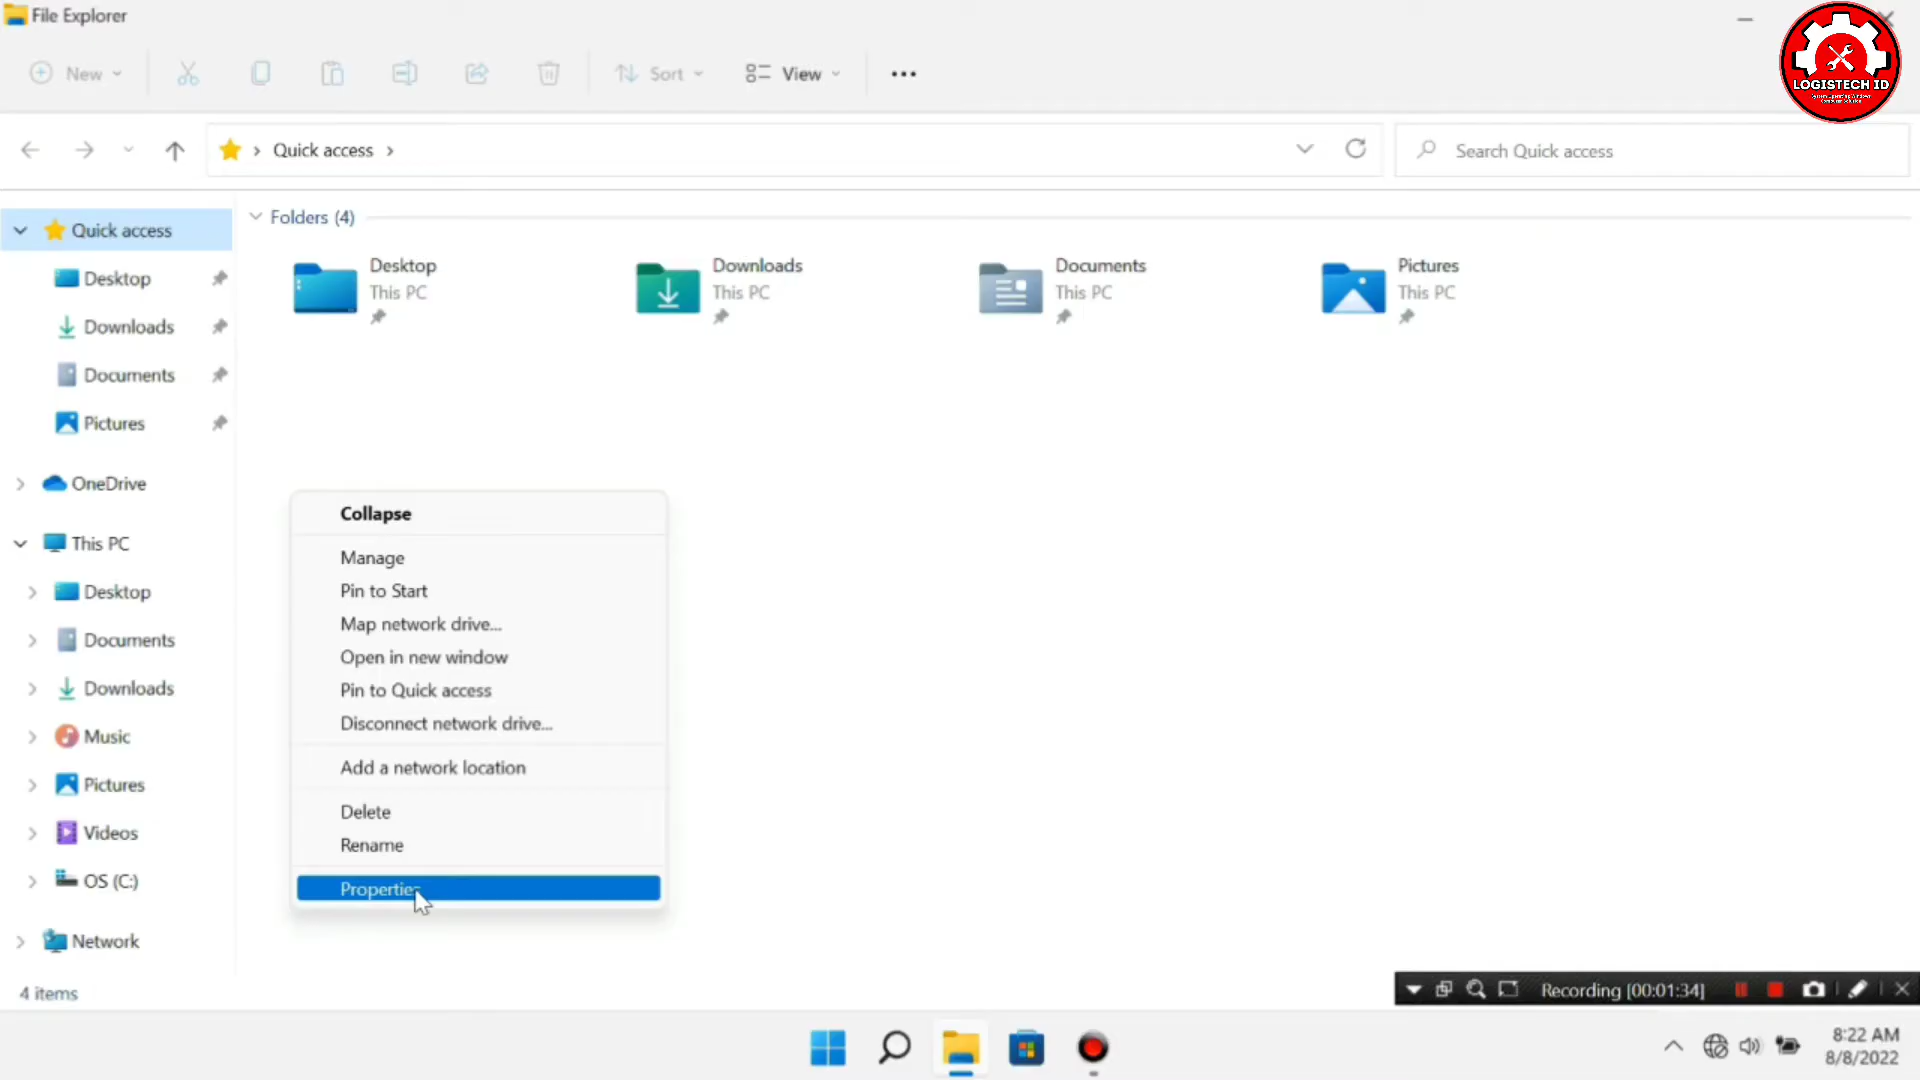 File Explorer
New
Sort
View
LOGISTECH ID
Quick access
Search Quick access
Quick access
Desktop
Downloads
Documents
Pictures
OneDrive
This PC
Desktop
Documents
Downloads
Music
Pictures
Videos
OS (C:)
Network
Folders (4)
Desktop
This PC
Downloads
This PC
Documents
This PC
Pictures
This PC
Collapse
Manage
Pin to Start
Map network drive...
Open in new window
Pin to Quick access
Disconnect network drive...
Add a network location
Delete
Rename
Properties
4 items
Recording [00:01:34]
8:22 AM
8/8/2022